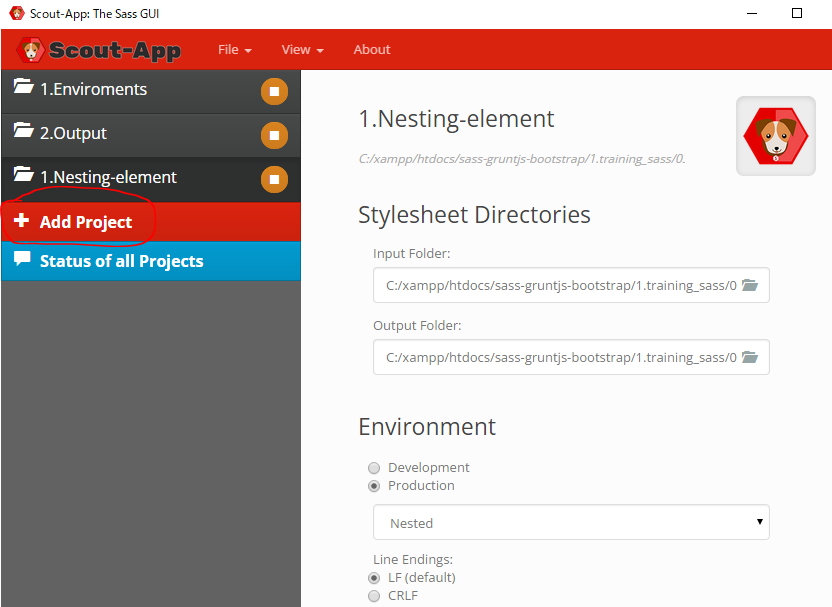 Scout-App: The Sass GUI
Scout-App File View About
1.Enviroments
2.Output
1.Nesting-element
Add Project
Status of all Projects
1.Nesting-element
C:/xampp/htdocs/sass-gruntjs-bootstrap/1.training_sass/0.
Stylesheet Directories
Input Folder:
C:/xampp/htdocs/sass-gruntjs-bootstrap/1.training_sass/0
Output Folder:
C:/xampp/htdocs/sass-gruntjs-bootstrap/1.training_sass/0
Environment
Development
Production
Nested
Line Endings:
LF (default)
CRLF